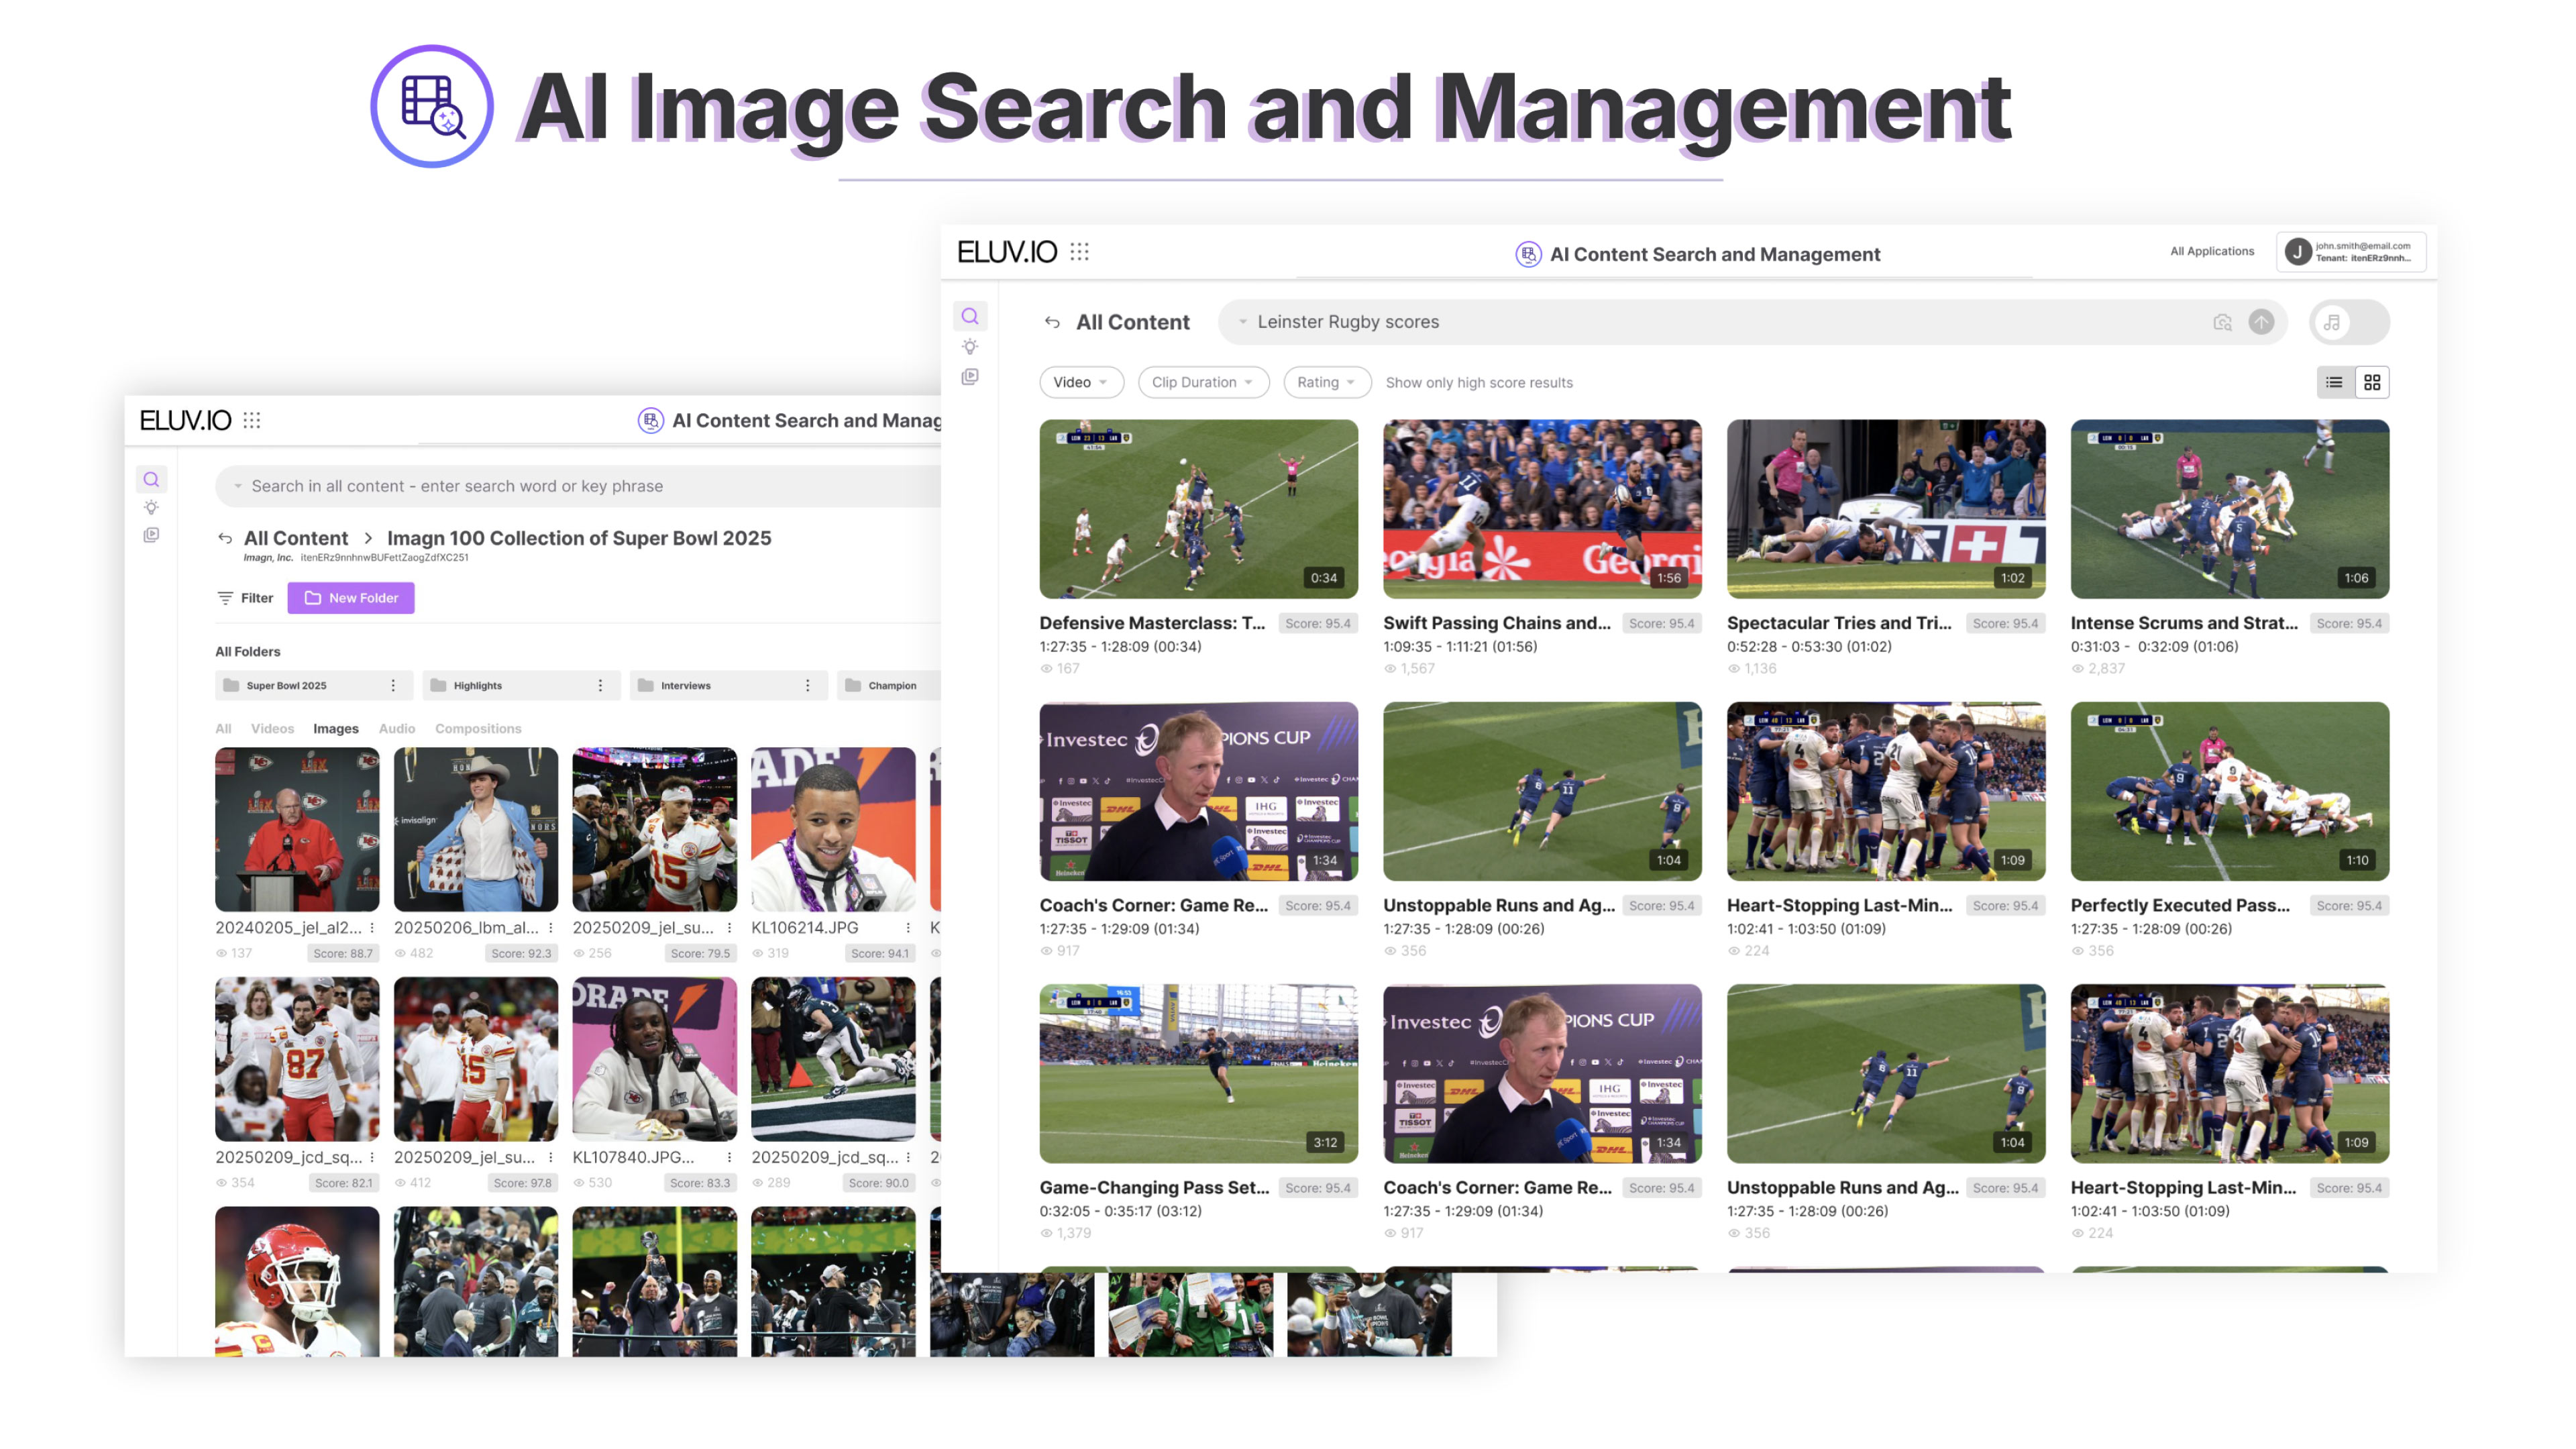 AI Image Search and Management
ELUV.IO
AI Content Search and Management
All Applications
J
john.smith@email.com
Tenant: itenERz9nnh...
All Content
Leinster Rugby scores
Video
Clip Duration
Rating
Show only high score results
0:34
1:56
1:02
1:06
Defensive Masterclass: T...
Score: 95.4
Swift Passing Chains and...
Score: 95.4
Spectacular Tries and Tri...
Score: 95.4
Intense Scrums and Strat...
Score: 95.4
1:27:35 - 1:28:09 (00:34)
1:09:35 - 1:11:21 (01:56)
0:52:28 - 0:53:30 (01:02)
0:31:03 - 0:32:09 (01:06)
167
1,567
1,136
2,837
Investec
PIONS CUP
1:34
1:04
1:09
1:10
Coach's Corner: Game Re...
Score: 95.4
Unstoppable Runs and Ag...
Score: 95.4
Heart-Stopping Last-Min...
Score: 95.4
Perfectly Executed Pass...
Score: 95.4
1:27:35 - 1:29:09 (01:34)
1:27:35 - 1:28:09 (00:26)
1:02:41 - 1:03:50 (01:09)
1:27:35 - 1:28:09 (00:26)
917
356
224
356
Investec
PIONS CUP
3:12
1:34
1:04
1:09
Game-Changing Pass Set...
Score: 95.4
Coach's Corner: Game Re...
Score: 95.4
Unstoppable Runs and Ag...
Score: 95.4
Heart-Stopping Last-Min...
Score: 95.4
0:32:05 - 0:35:17 (03:12)
1:27:35 - 1:29:09 (01:34)
1:27:35 - 1:28:09 (00:26)
1:02:41 - 1:03:50 (01:09)
1,379
917
356
224
ELUV.IO
AI Content Search and Manag
Search in all content - enter search word or key phrase
All Content > Imagn 100 Collection of Super Bowl 2025
Imagn, Inc. itenERz9nnhnwBUFettZaogZdfXC251
Filter
New Folder
All Folders
Super Bowl 2025
Highlights
Interviews
Champion
All
Videos
Images
Audio
Compositions
invisalign
20240205_jel_al2...
20250206_lbm_al...
20250209_jel_su...
KL106214.JPG
K
137
Score: 88.7
482
Score: 92.3
256
Score: 79.5
319
Score: 94.1
87
15
20250209_jcd_sq...
20250209_jel_su...
KL107840.JPG...
20250209_jcd_sq...
2
354
Score: 82.1
412
Score: 97.8
530
Score: 83.3
289
Score: 90.0